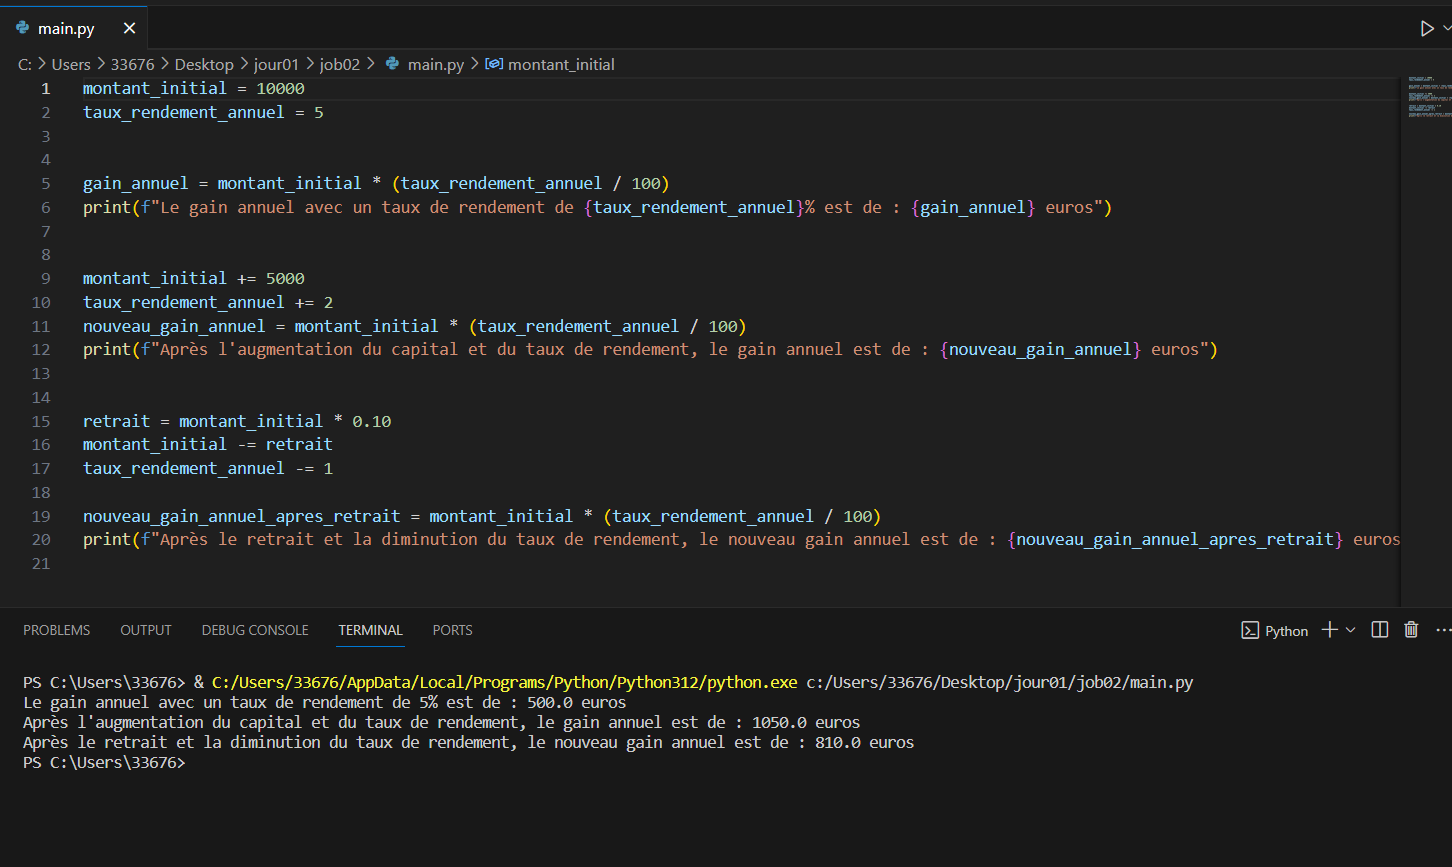 main.py
C: > Users > 33676 > Desktop > jour01 > job02 > main.py > montant_initial
1 montant_initial = 10000
2 taux_rendement_annuel = 5
3
4
5 gain_annuel = montant_initial * (taux_rendement_annuel / 100)
6 print(f"Le gain annuel avec un taux de rendement de {taux_rendement_annuel}% est de : {gain_annuel} euros")
7
8
9 montant_initial += 5000
10 taux_rendement_annuel += 2
11 nouveau_gain_annuel = montant_initial * (taux_rendement_annuel / 100)
12 print(f"Après l'augmentation du capital et du taux de rendement, le gain annuel est de : {nouveau_gain_annuel} euros")
13
14
15 retrait = montant_initial * 0.10
16 montant_initial -= retrait
17 taux_rendement_annuel -= 1
18
19 nouveau_gain_annuel_apres_retrait = montant_initial * (taux_rendement_annuel / 100)
20 print(f"Après le retrait et la diminution du taux de rendement, le nouveau gain annuel est de : {nouveau_gain_annuel_apres_retrait} euros
21
PROBLEMS OUTPUT DEBUG CONSOLE TERMINAL PORTS Python
PS C:\Users\33676> & C:/Users/33676/AppData/Local/Programs/Python/Python312/python.exe c:/Users/33676/Desktop/jour01/job02/main.py
Le gain annuel avec un taux de rendement de 5% est de : 500.0 euros
Après l'augmentation du capital et du taux de rendement, le gain annuel est de : 1050.0 euros
Après le retrait et la diminution du taux de rendement, le nouveau gain annuel est de : 810.0 euros
PS C:\Users\33676>